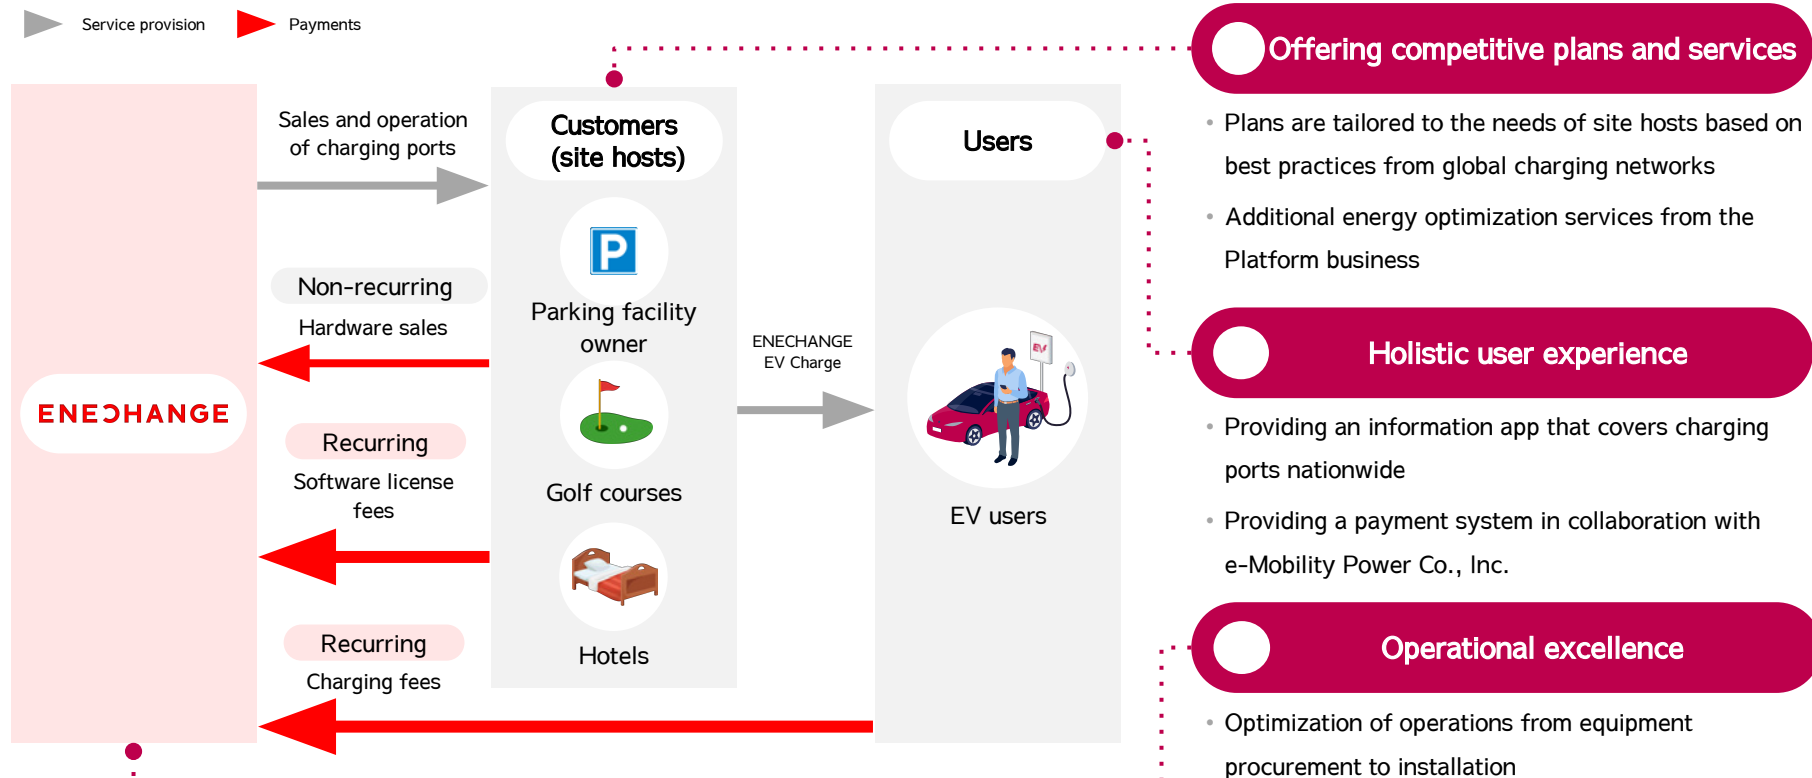 Service provision
Payments
ENECHANGE
Sales and operation
of charging ports
Non-recurring
Hardware sales
Recurring
Software license
fees
Recurring
Charging fees
Customers
(site hosts)
P
Parking facility
owner
Golf courses
Hotels
ENECHANGE
EV Charge
Users
EV
EV users
Offering competitive plans and services
• Plans are tailored to the needs of site hosts based on
best practices from global charging networks
• Additional energy optimization services from the
Platform business
Holistic user experience
• Providing an information app that covers charging
ports nationwide
• Providing a payment system in collaboration with
e-Mobility Power Co., Inc.
Operational excellence
• Optimization of operations from equipment
procurement to installation